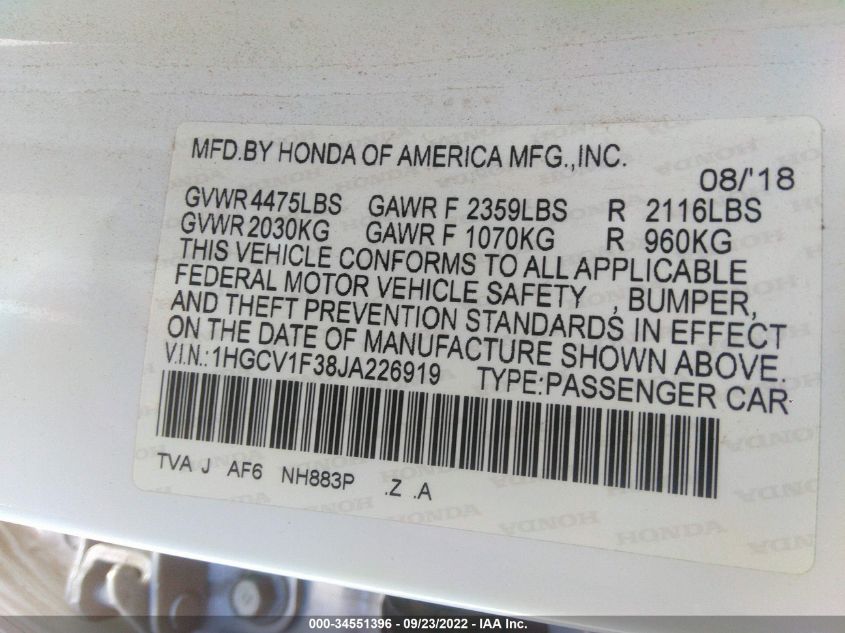 MFD.BY HONDA OF AMERICA MFG.,INC.
08/'18
GVWR 4475LBS GAWR F 2359LBS R 2116LBS
GVWR 2030KG GAWR F 1070KG R 960KG
THIS VEHICLE CONFORMS TO ALL APPLICABLE
FEDERAL MOTOR VEHICLE SAFETY , BUMPER,
AND THEFT PREVENTION STANDARDS IN EFFECT
ON THE DATE OF MANUFACTURE SHOWN ABOVE.
V.I.N.:1HGCV1F38JA226919 TYPE:PASSENGER CAR
TVA J AF6 NH883P .Z .A
HONDA HONDA HONDA
000-34551396 - 09/23/2022 - IAA Inc.